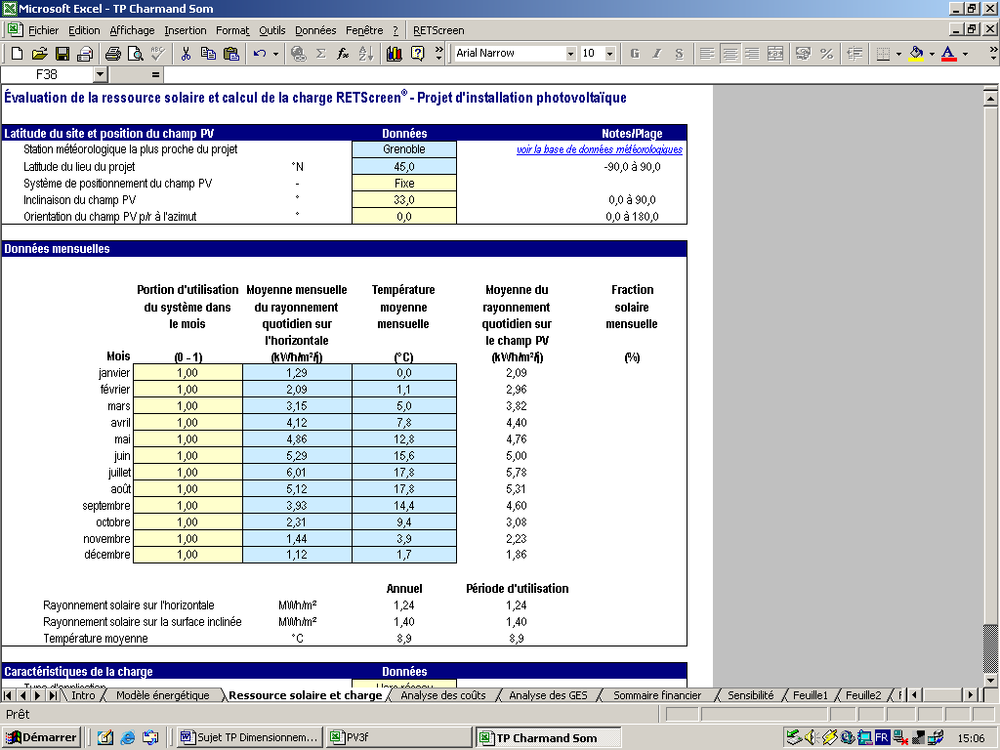 Microsoft Excel - TP Charmand Som
Fichier Edition Affichage Insertion Format Outils Données Fenêtre ? RETScreen
Arial Narrow 10 G I S
F38 =
Évaluation de la ressource solaire et calcul de la charge RETScreen® - Projet d'installation photovoltaïque
Latitude du site et position du champ PV Données Notes/Plage
Station météorologique la plus proche du projet Grenoble voir la base de données météorologiques
Latitude du lieu du projet °N 45,0 -90,0 à 90,0
Système de positionnement du champ PV - Fixe
Inclinaison du champ PV ° 33,0 0,0 à 90,0
Orientation du champ PV p/r à l'azimut ° 0,0 0,0 à 180,0
Données mensuelles
Portion d'utilisation Moyenne mensuelle Température Moyenne du Fraction
du système dans du rayonnement moyenne rayonnement solaire
le mois quotidien sur mensuelle quotidien sur mensuelle
l'horizontale le champ PV
Mois (0 - 1) (kWh/m²/j) (°C) (kWh/m²/j) (%)
janvier 1,00 1,29 0,0 2,09
février 1,00 2,09 1,1 2,96
mars 1,00 3,15 5,0 3,82
avril 1,00 4,12 7,8 4,40
mai 1,00 4,86 12,8 4,76
juin 1,00 5,29 15,6 5,00
juillet 1,00 6,01 17,8 5,78
août 1,00 5,12 17,8 5,31
septembre 1,00 3,93 14,4 4,60
octobre 1,00 2,31 9,4 3,08
novembre 1,00 1,44 3,9 2,23
décembre 1,00 1,12 1,7 1,86
Annuel Période d'utilisation
Rayonnement solaire sur l'horizontale MWh/m² 1,24 1,24
Rayonnement solaire sur la surface inclinée MWh/m² 1,40 1,40
Température moyenne °C 8,9 8,9
Caractéristiques de la charge Données
Type d'application Hors réseau
Intro Modèle énergétique Ressource solaire et charge Analyse des coûts Analyse des GES Sommaire financier Sensibilité Feuille1 Feuille2
Prêt
Démarrer Sujet TP Dimensionnem... PV3f TP Charmand Som FR 15:06